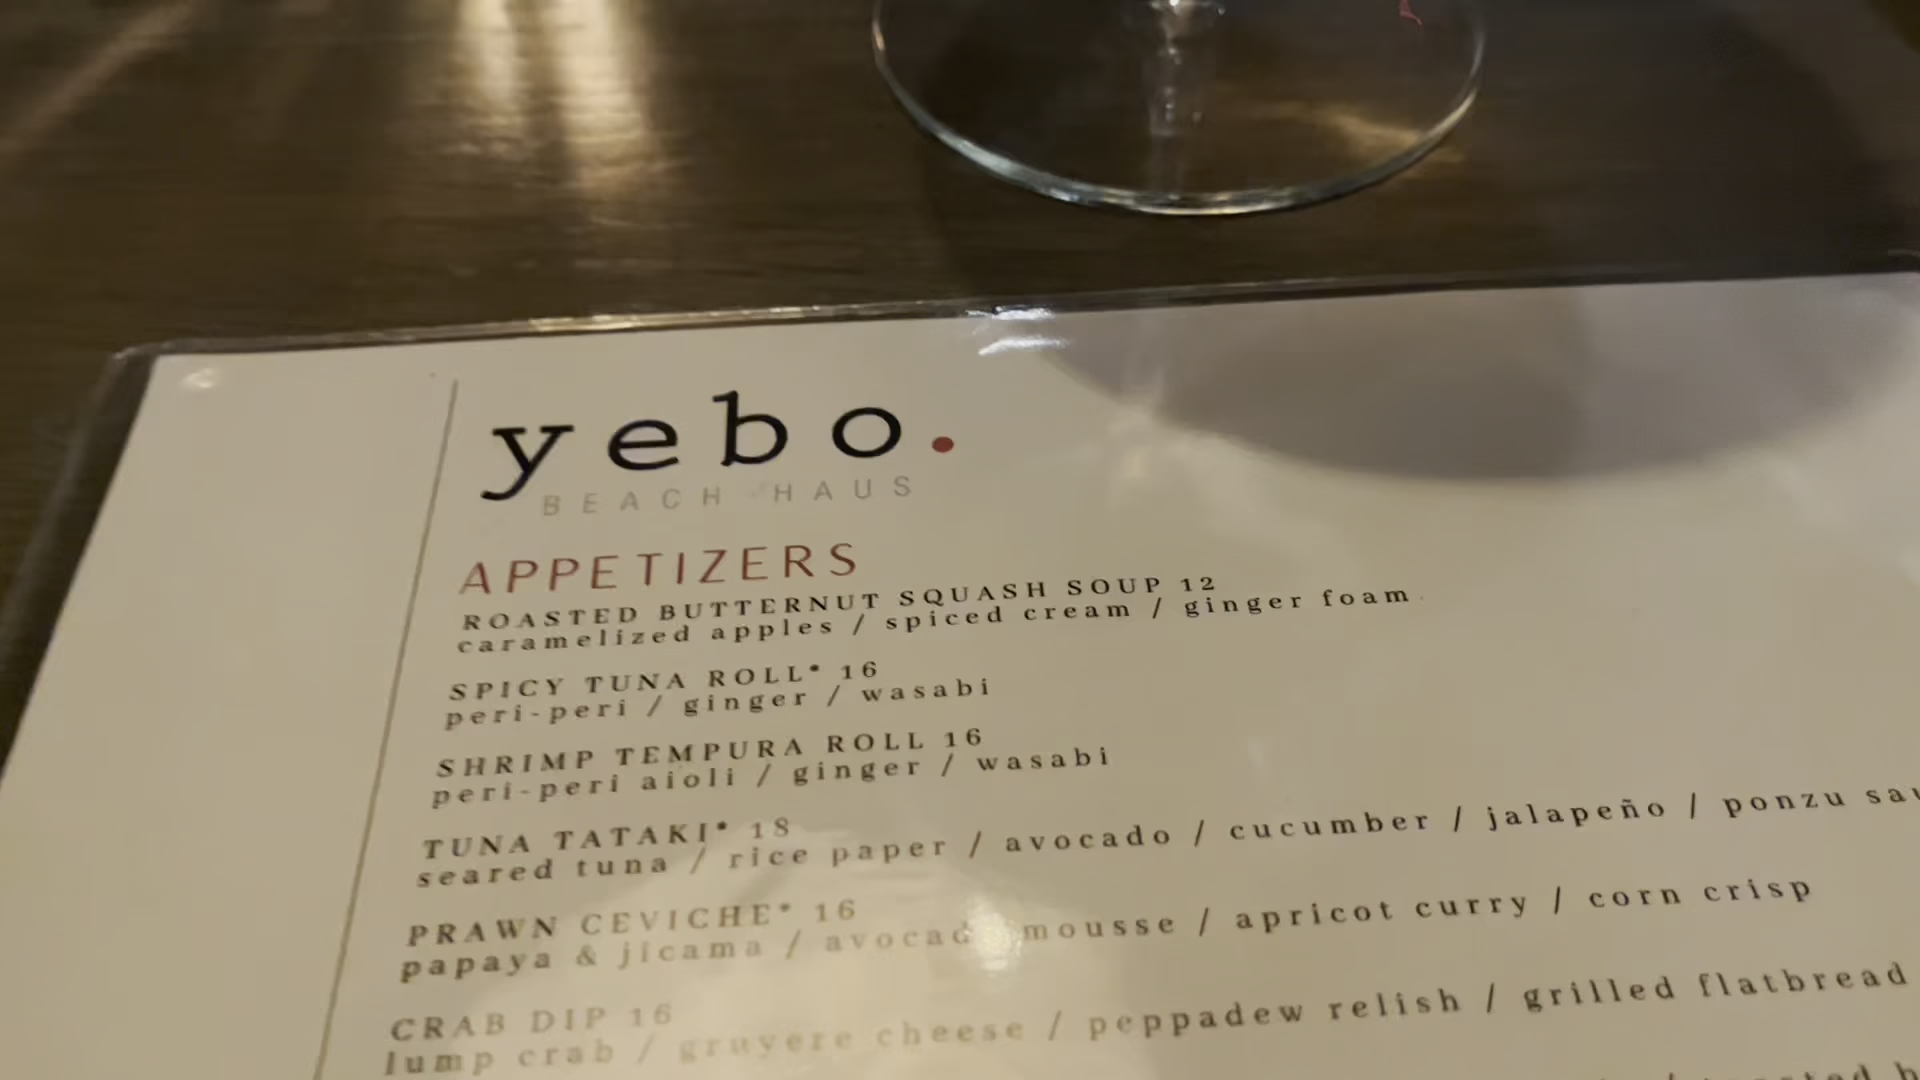 yebo.
BEACH HAUS
APPETIZERS
ROASTED BUTTERNUT SQUASH SOUP 12
caramelized apples / spiced cream / ginger foam
SPICY TUNA ROLL* 16
peri-peri / ginger / wasabi
SHRIMP TEMPURA ROLL 16
peri-peri aioli / ginger / wasabi
TUNA TATAKI* 18
seared tuna / rice paper / avocado / cucumber / jalapeño / ponzu
PRAWN CEVICHE* 16
papaya & jicama / avocado mousse / apricot curry / corn crisp
CRAB DIP 16
lump crab / gruyere cheese / peppadew relish / grilled flatbread